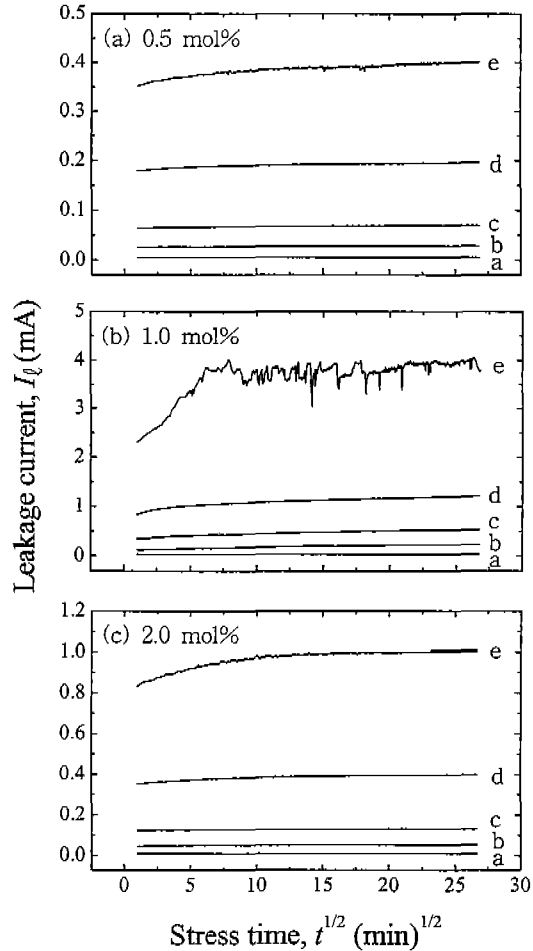 0.5
(a) 0.5 mol%
e
0.4
0.3
0.2
d
0.1
c
b
0.0
a
5
(b) 1.0 mol%
4
e
3
2
d
1
c
b
0
a
1.2
(c) 2.0 mol%
1.0
e
0.8
0.6
0.4
d
0.2
c
b
0.0
a
0 5 10 15 20 25 30
Leakage current, Iℓ (mA)
Stress time, t^1/2 (min)^1/2